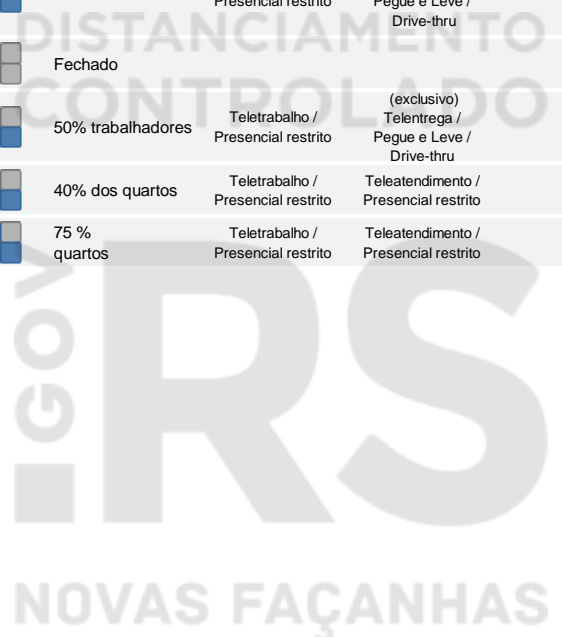 Presencial restrito
Pegue e Leve /
Drive-thru
DISTANCIAMENTO
Fechado
CONTROLADO
50% trabalhadores
Teletrabalho /
Presencial restrito
(exclusivo)
Telentrega /
Pegue e Leve /
Drive-thru
40% dos quartos
Teletrabalho /
Presencial restrito
Teleatendimento /
Presencial restrito
75 %
quartos
Teletrabalho /
Presencial restrito
Teleatendimento /
Presencial restrito
GOV
RS
NOVAS FAÇANHAS